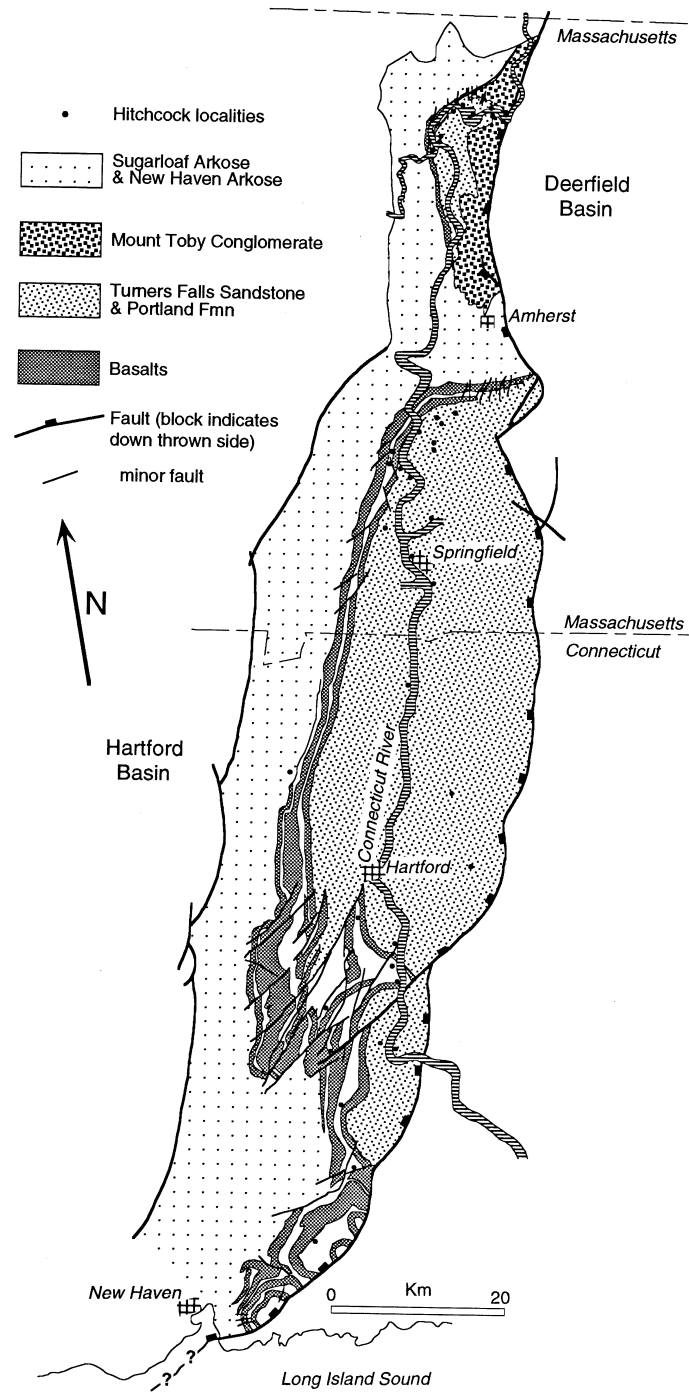 Massachusetts
Hitchcock localities
Sugarloaf Arkose
& New Haven Arkose
Deerfield
Basin
Mount Toby Conglomerate
Turners Falls Sandstone
& Portland Fmn
Amherst
Basalts
Fault (block indicates
down thrown side)
minor fault
Springfield
N
Massachusetts
Connecticut
Hartford
Basin
Connecticut River
Hartford
New Haven
Km
0 20
?
?
Long Island Sound